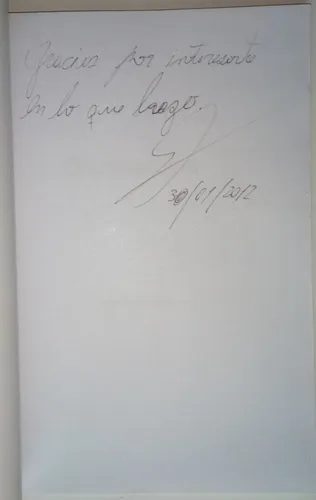 Gracias por interesarte
en lo que hago.
30/01/2012